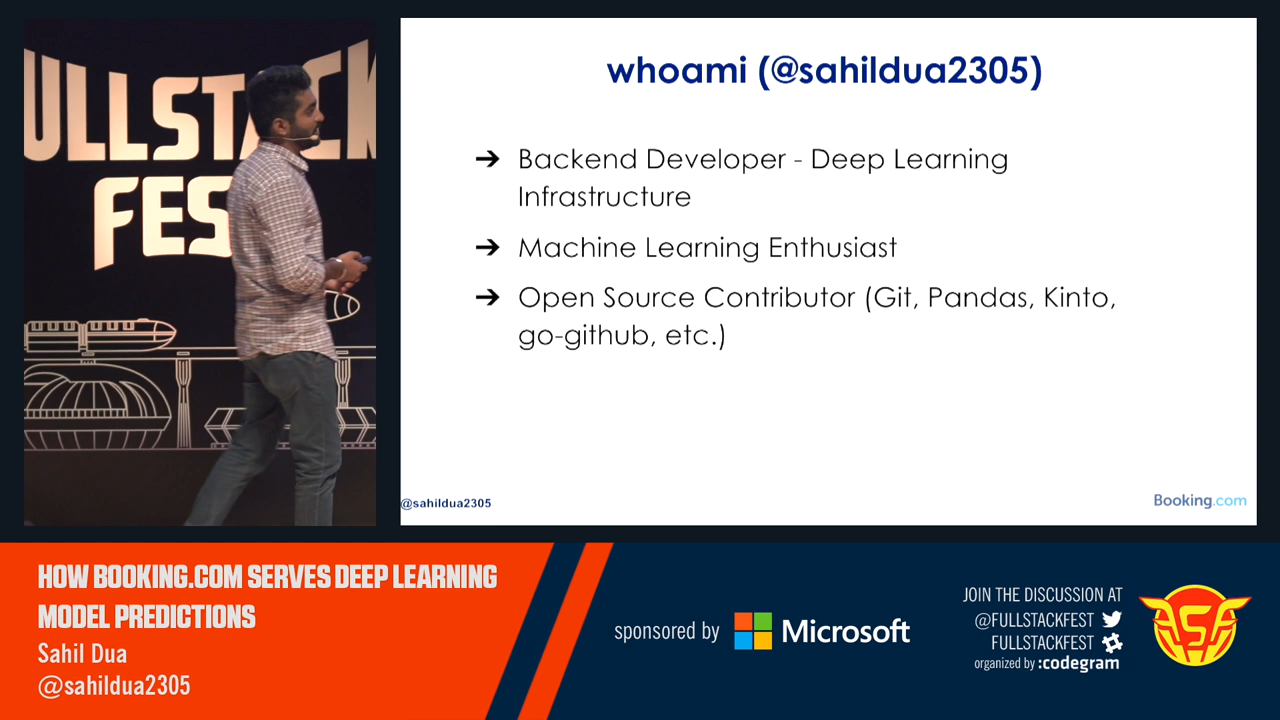 ULLSTACK
FES
whoami (@sahildua2305)
➔ Backend Developer - Deep Learning
Infrastructure
➔ Machine Learning Enthusiast
➔ Open Source Contributor (Git, Pandas, Kinto,
go-github, etc.)
@sahildua2305
Booking.com
HOW BOOKING.COM SERVES DEEP LEARNING
MODEL PREDICTIONS
Sahil Dua
@sahildua2305
sponsored by Microsoft
JOIN THE DISCUSSION AT
@FULLSTACKFEST
FULLSTACKFEST
organized by :codegram
FSF